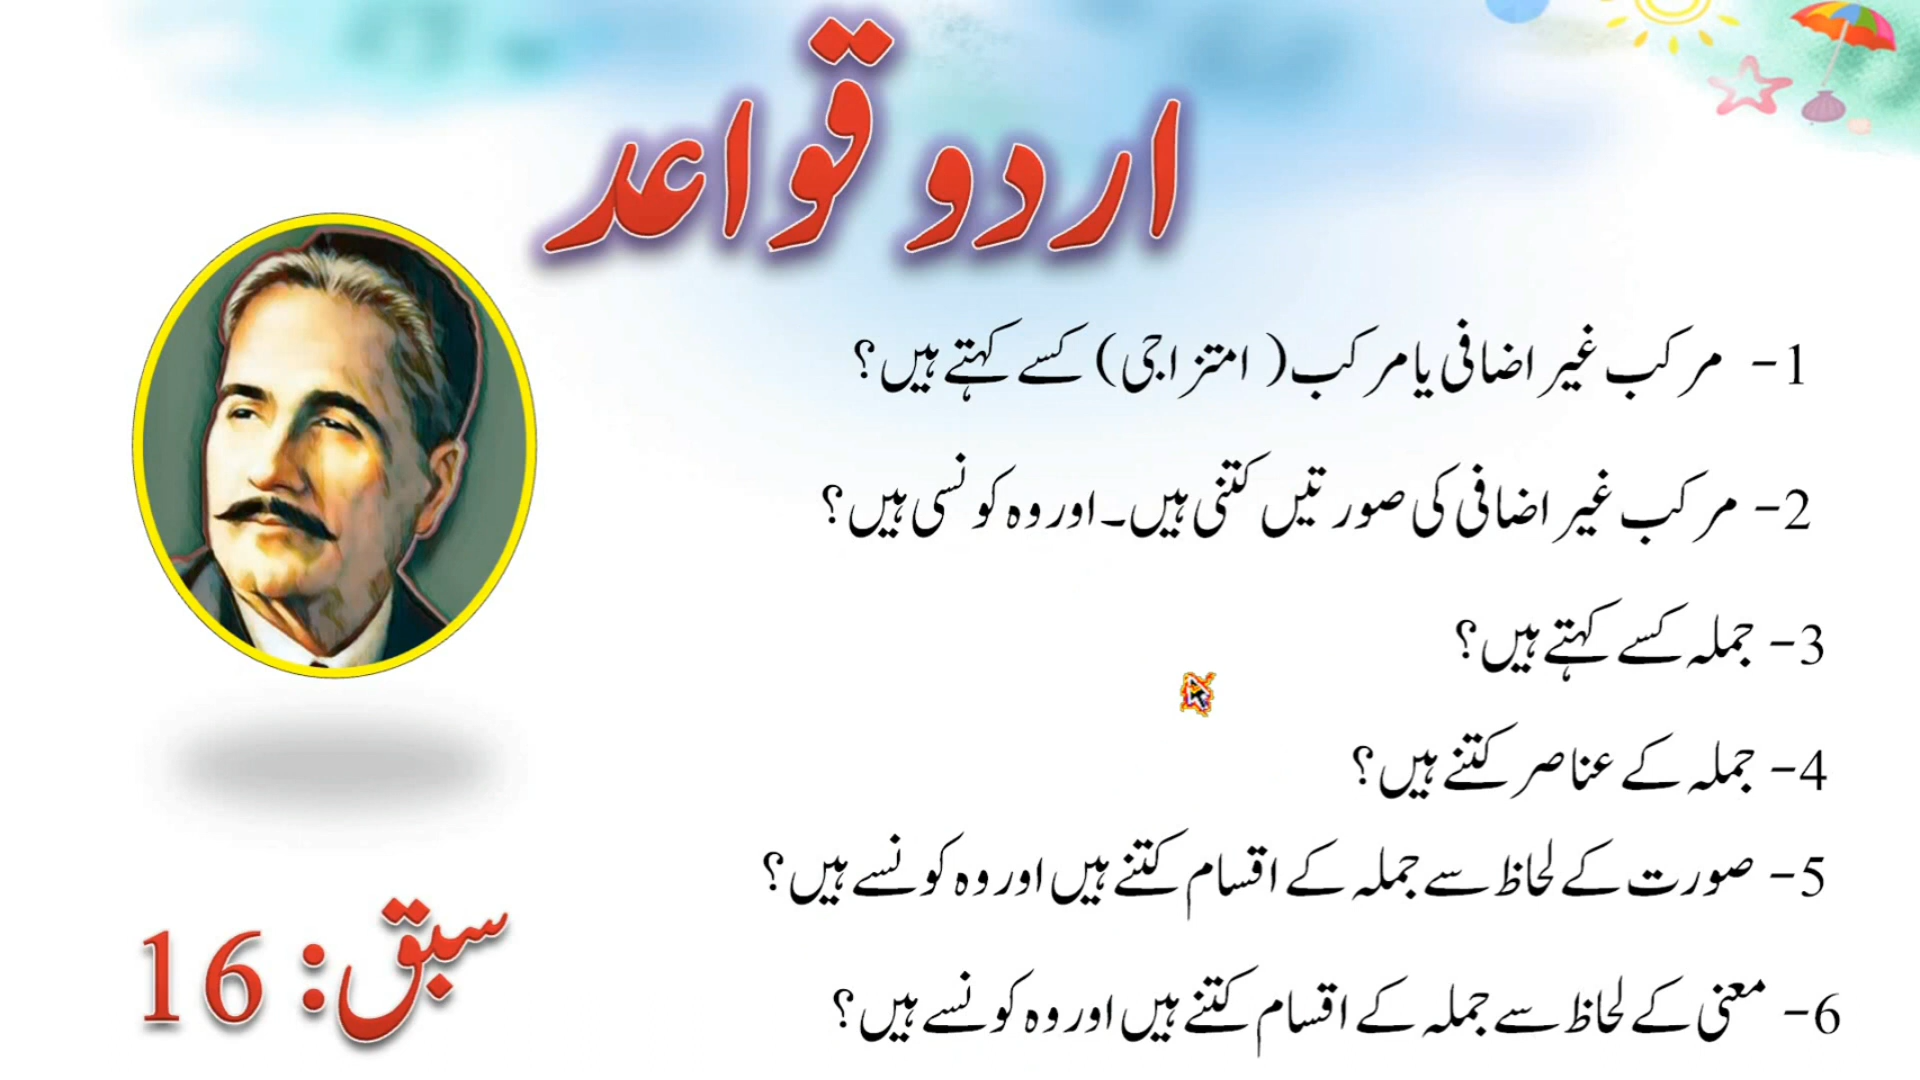 اردو قواعد
1- مرکب غیر اضافی یا مرکب ( امتزاجی) کسے کہتے ہیں؟
2- مرکب غیر اضافی کی صورتیں کتنی ہیں۔ اور وہ کونسی ہیں؟
3- جملہ کسے کہتے ہیں؟
4- جملہ کے عناصر کتنے ہیں؟
5- صورت کے لحاظ سے جملہ کے اقسام کتنے ہیں اور وہ کونسے ہیں؟
6- معنی کے لحاظ سے جملہ کے اقسام کتنے ہیں اور وہ کونسے ہیں؟
سبق: 16